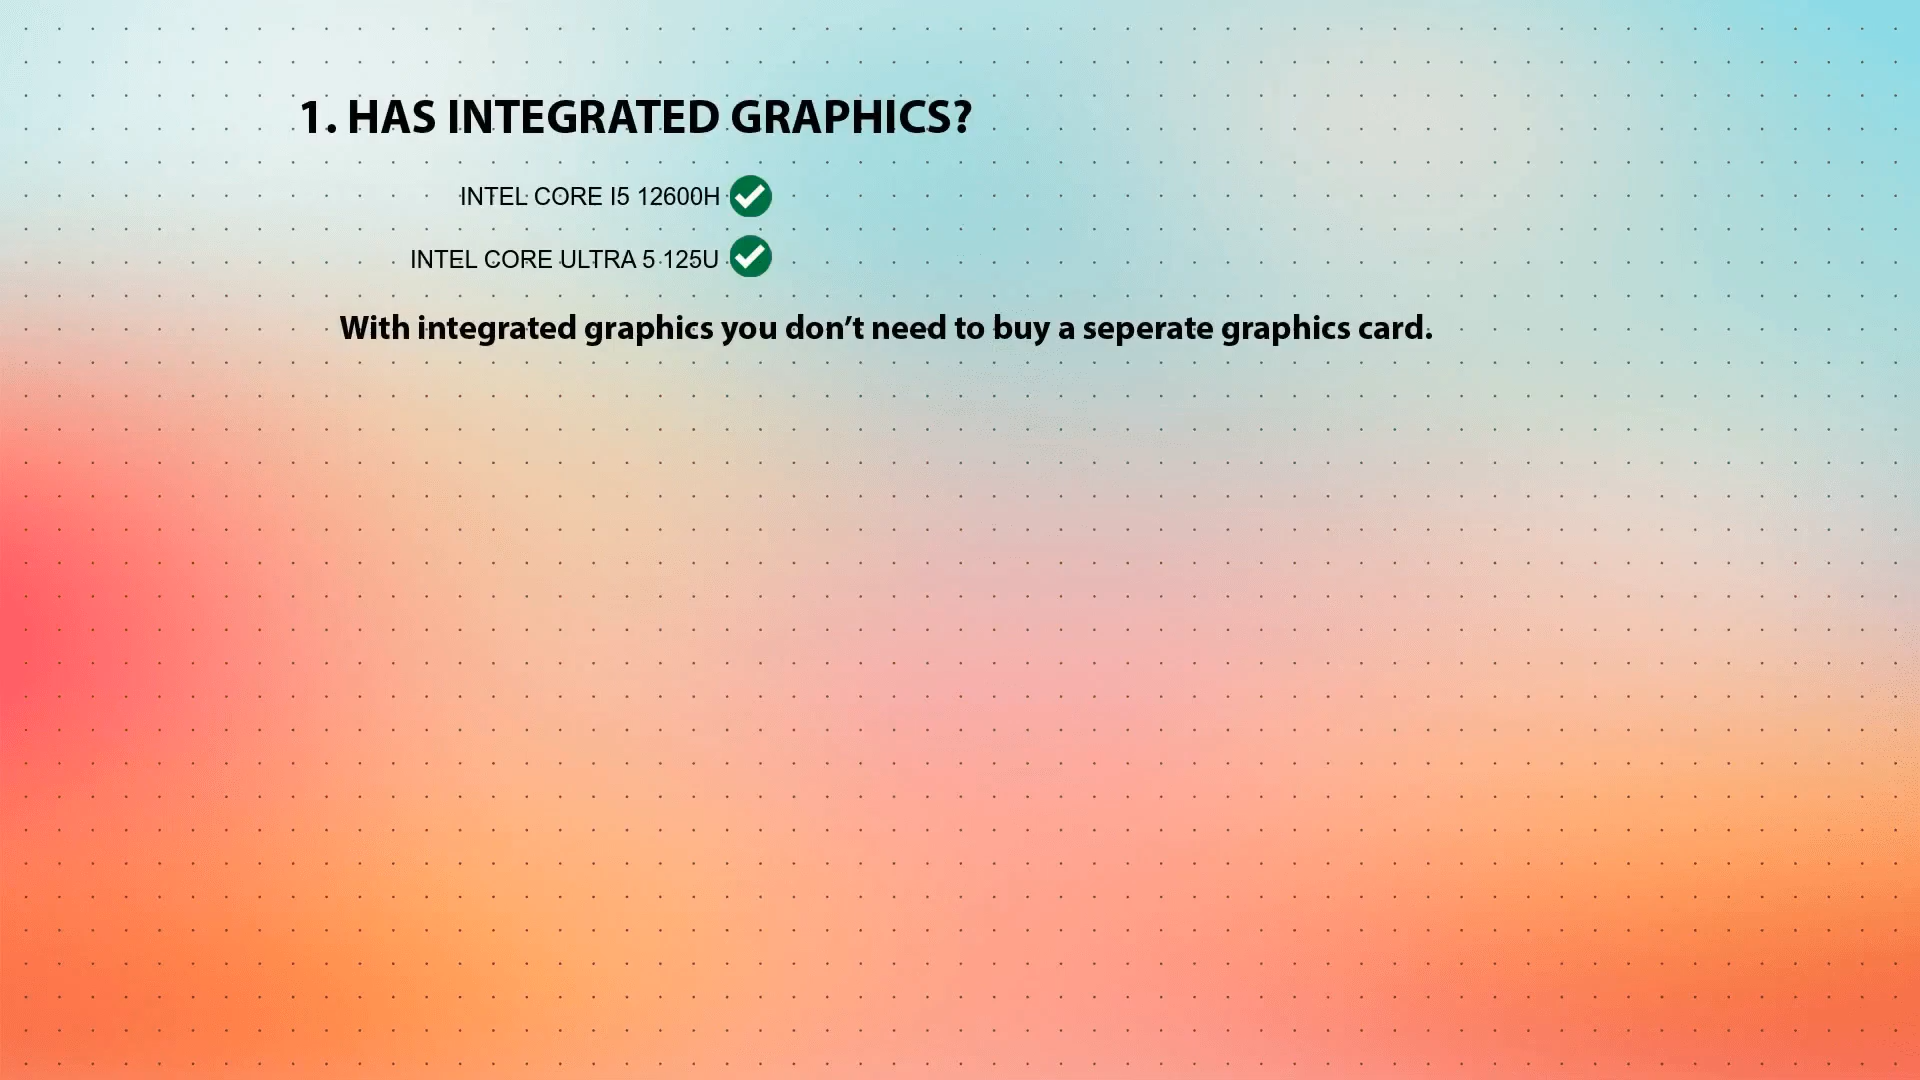 1. HAS INTEGRATED GRAPHICS?
INTEL CORE I5 12600H
INTEL CORE ULTRA 5 125U
With integrated graphics you don’t need to buy a seperate graphics card.